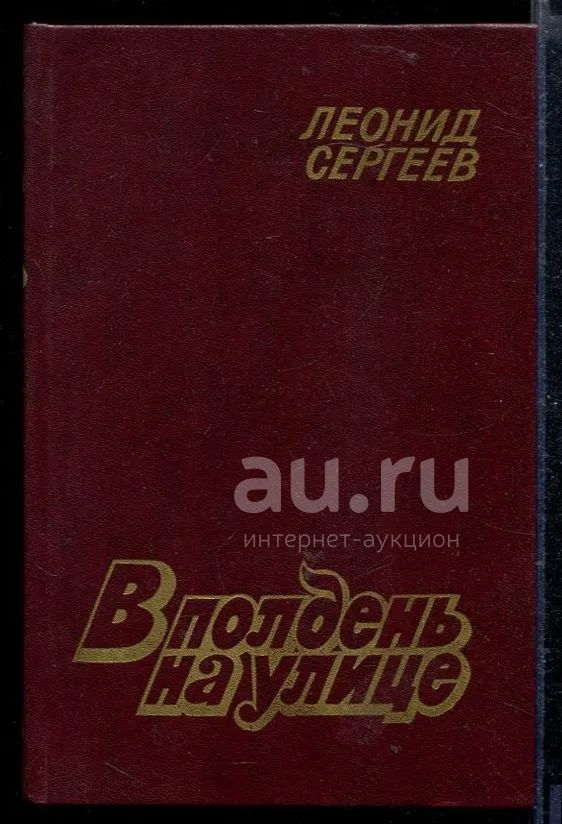 ЛЕОНИД
СЕРГЕЕВ
au.ru
интернет-аукцион
В полдень
на улице